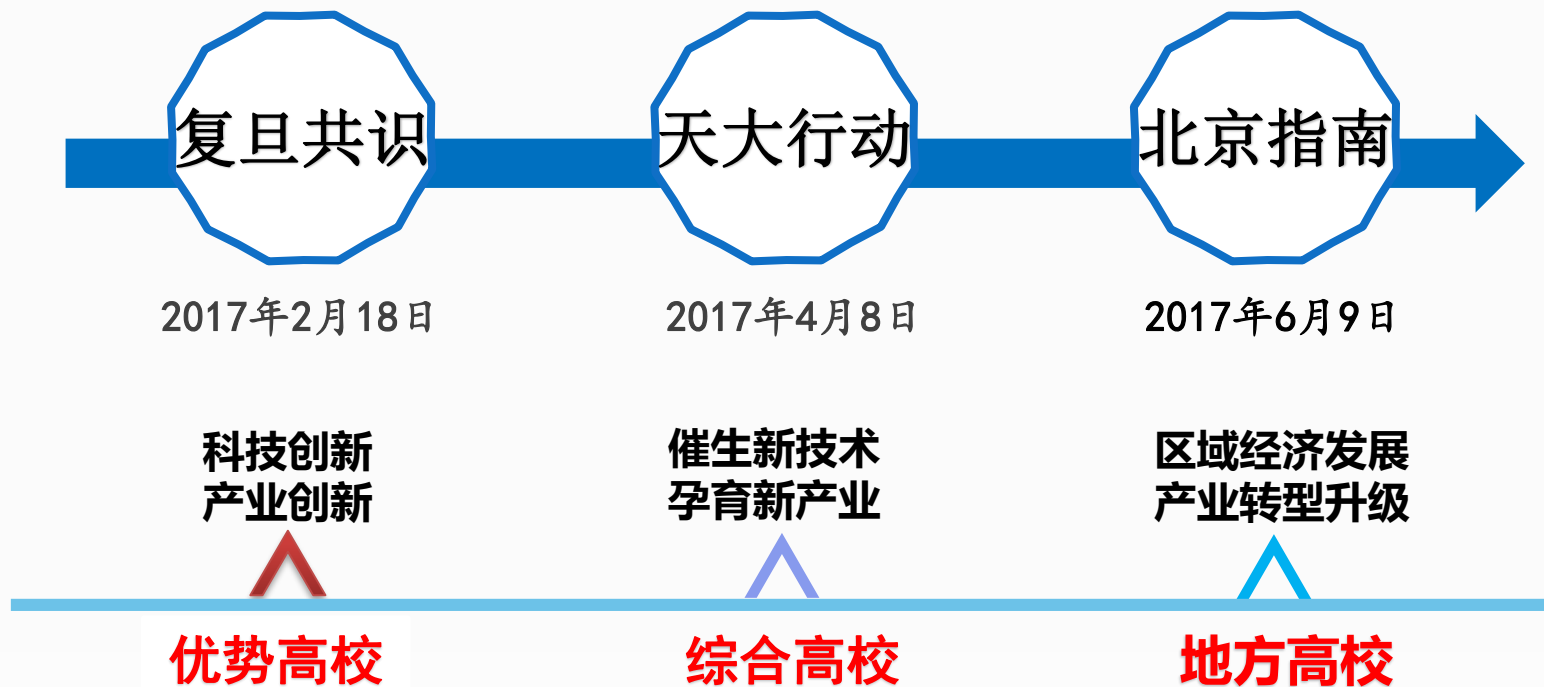 复旦共识
天大行动
北京指南
2017年2月18日
2017年4月8日
2017年6月9日
科技创新
产业创新
催生新技术
孕育新产业
区域经济发展
产业转型升级
优势高校
综合高校
地方高校